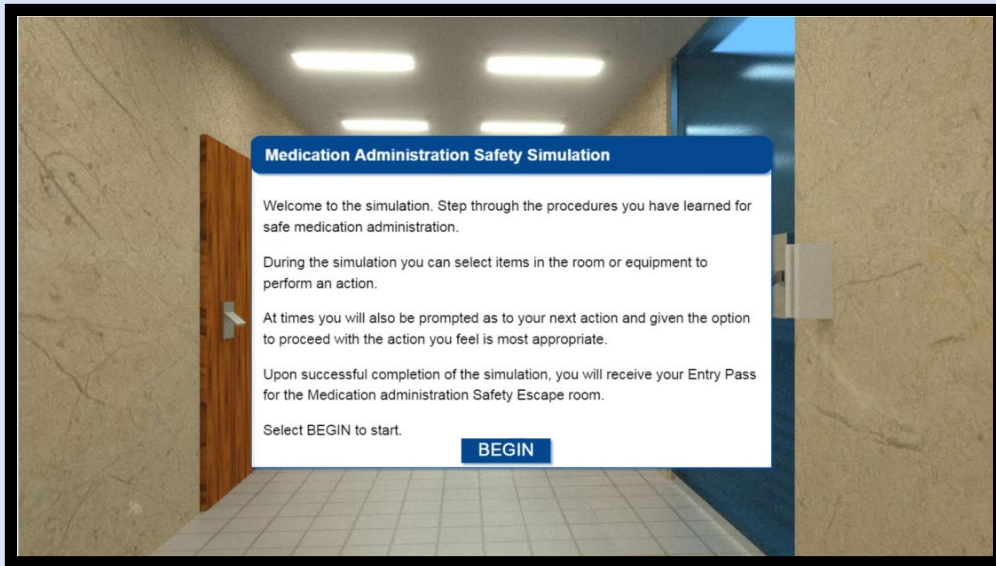 Medication Administration Safety Simulation
Welcome to the simulation. Step through the procedures you have learned for
safe medication administration.
During the simulation you can select items in the room or equipment to
perform an action.
At times you will also be prompted as to your next action and given the option
to proceed with the action you feel is most appropriate.
Upon successful completion of the simulation, you will receive your Entry Pass
for the Medication administration Safety Escape room.
Select BEGIN to start.
BEGIN